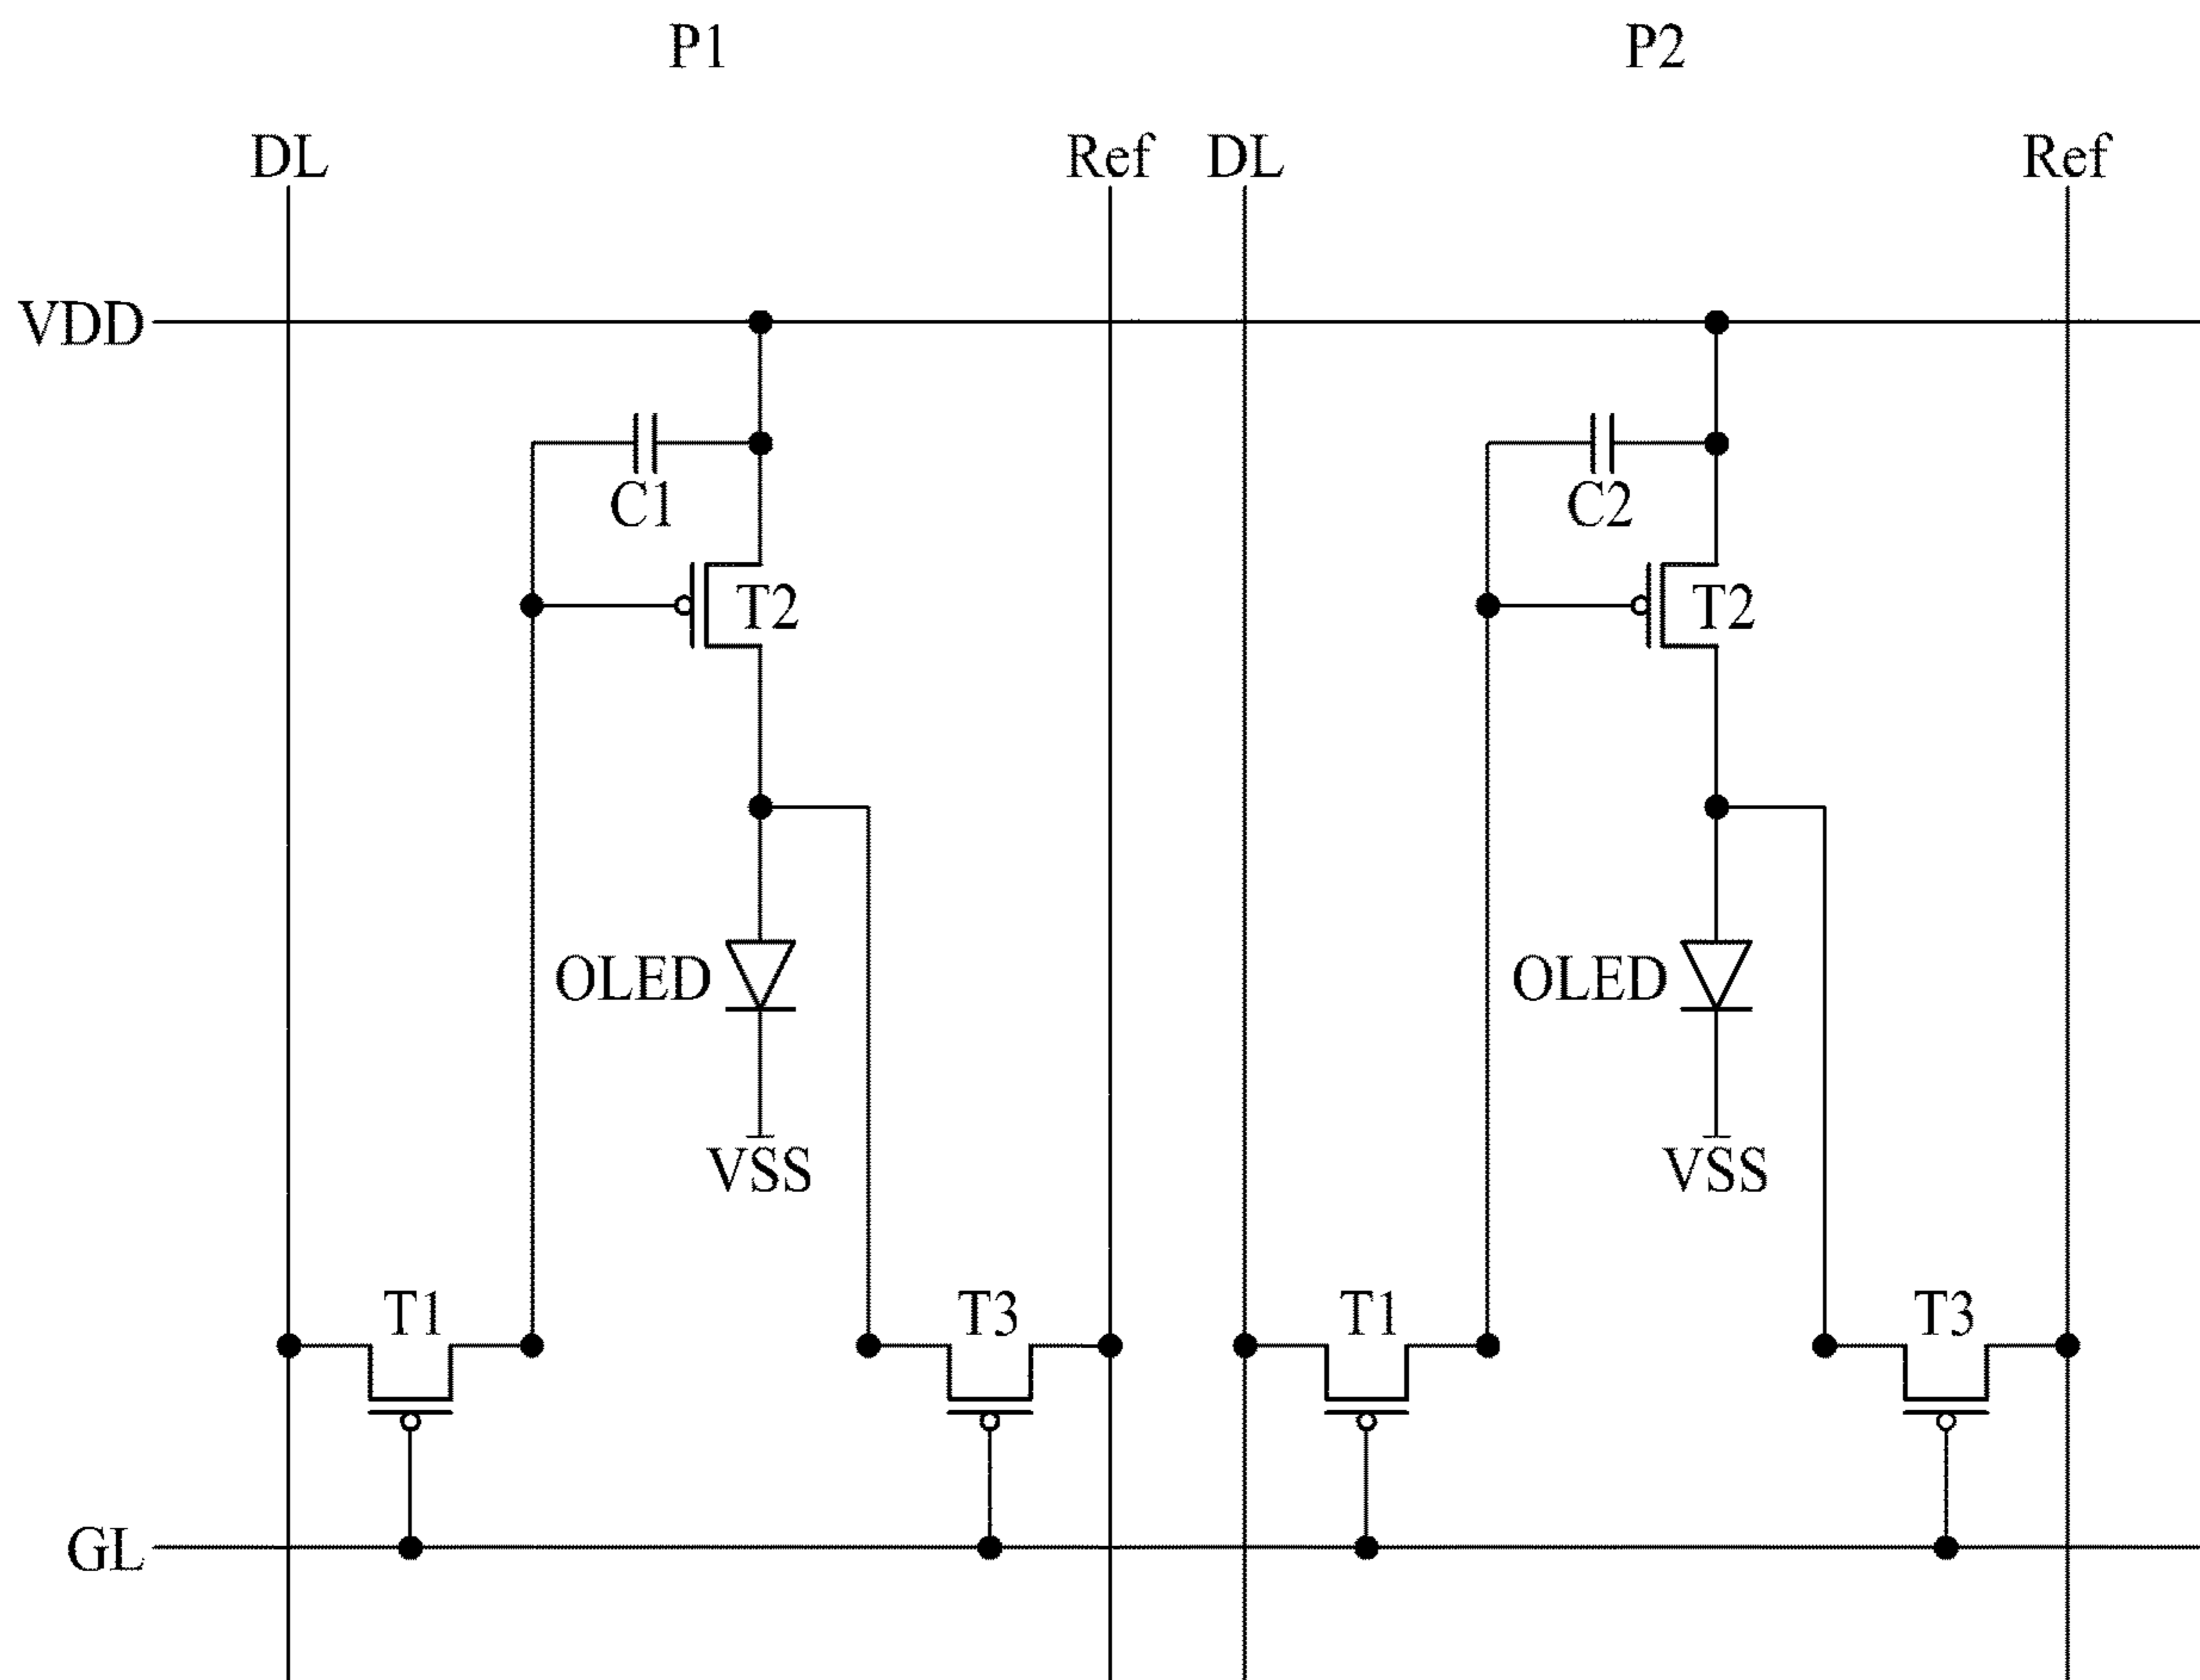 P1 P2
DL Ref DL Ref
VDD
C1 C2
T2 T2
OLED OLED
VSS VSS
T1 T3 T1 T3
GL